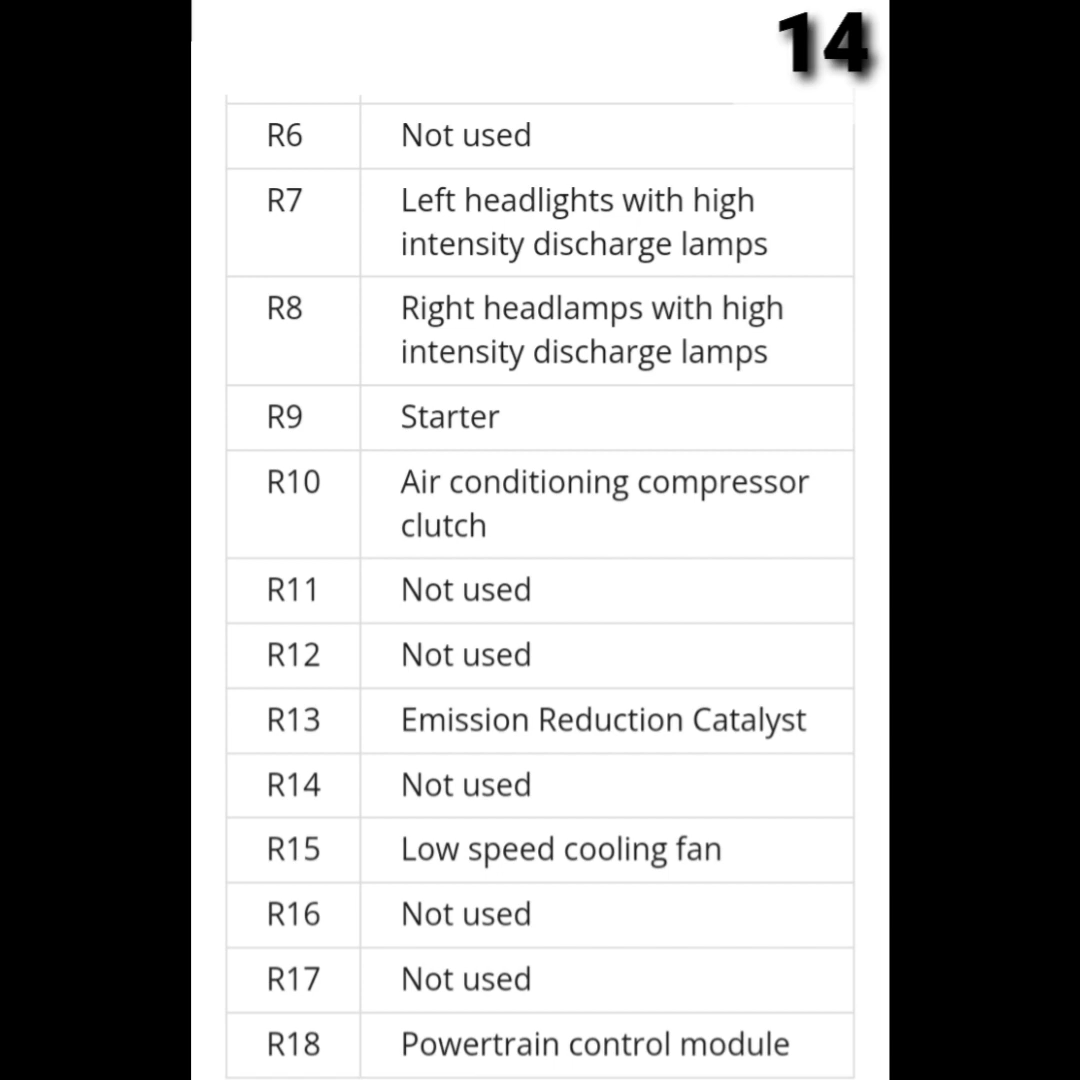 14
R6 Not used
R7 Left headlights with high
intensity discharge lamps
R8 Right headlamps with high
intensity discharge lamps
R9 Starter
R10 Air conditioning compressor
clutch
R11 Not used
R12 Not used
R13 Emission Reduction Catalyst
R14 Not used
R15 Low speed cooling fan
R16 Not used
R17 Not used
R18 Powertrain control module